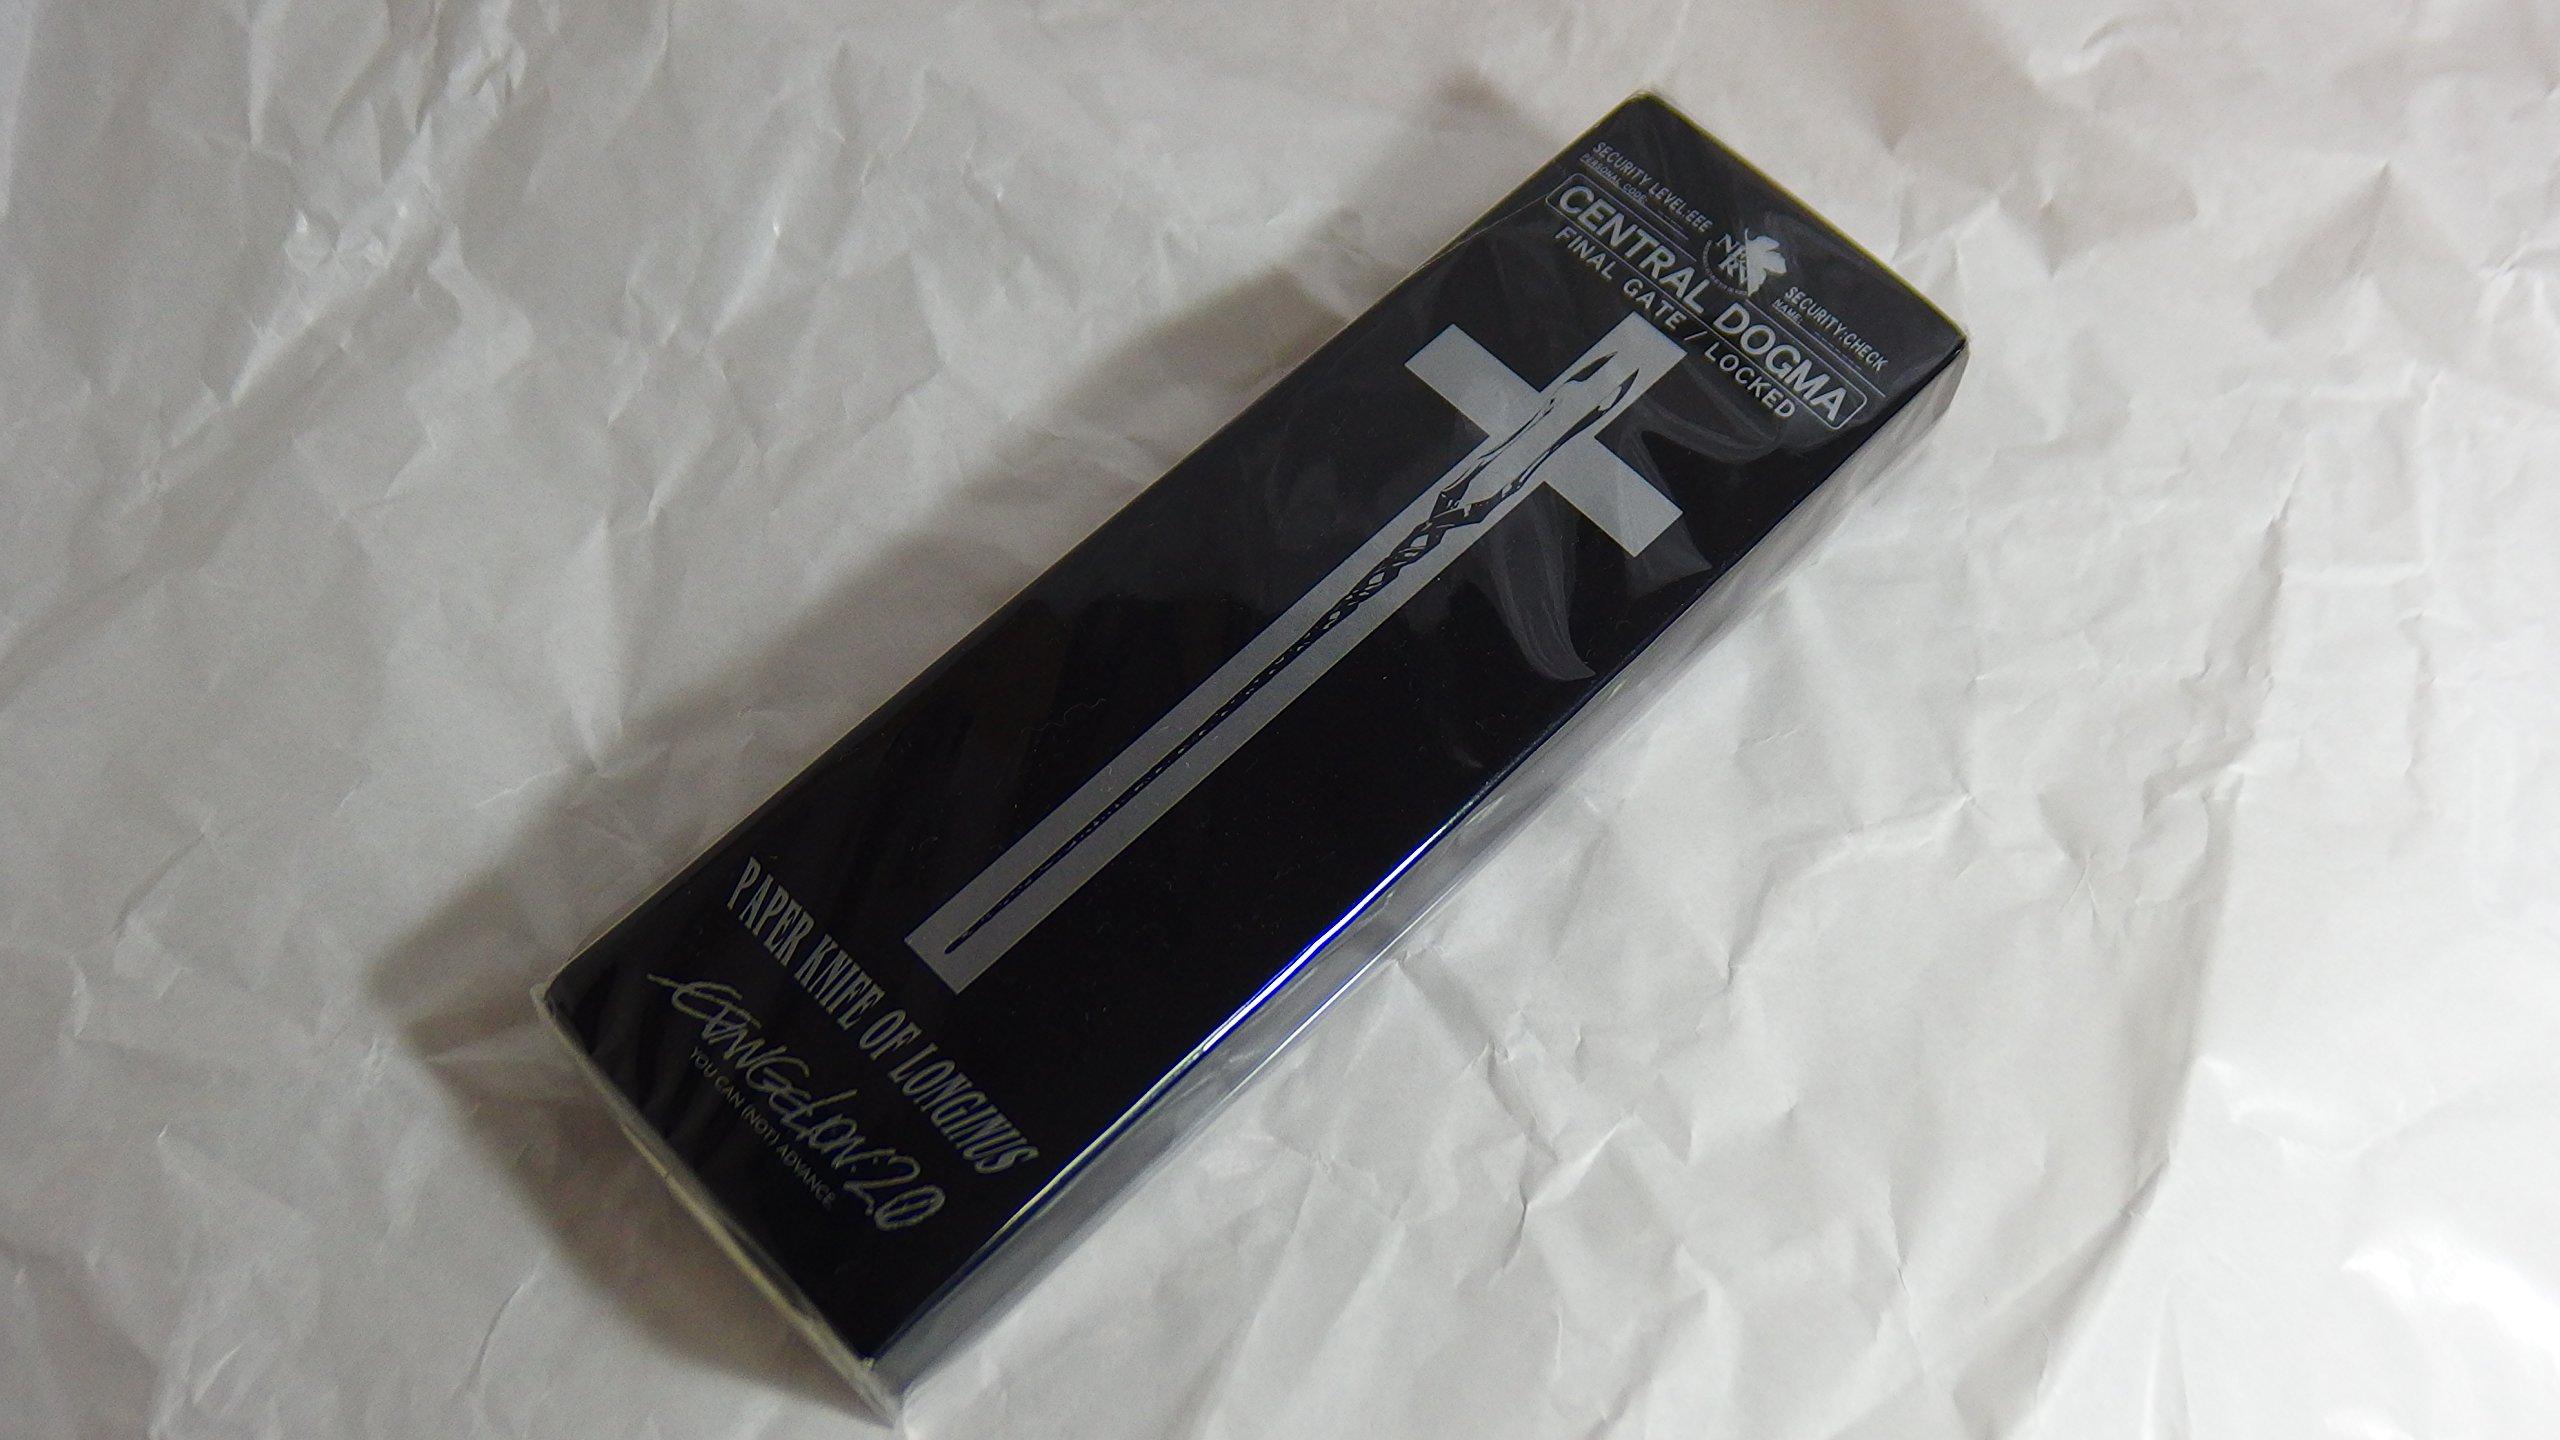 SECURITY LEVEL:EEE
PERSONAL CODE:
NERV
SECURITY:CHECK
NAME:
CENTRAL DOGMA
FINAL GATE / LOCKED
PAPER KNIFE OF LONGINUS
EVANGELION:2.0
YOU CAN (NOT) ADVANCE.